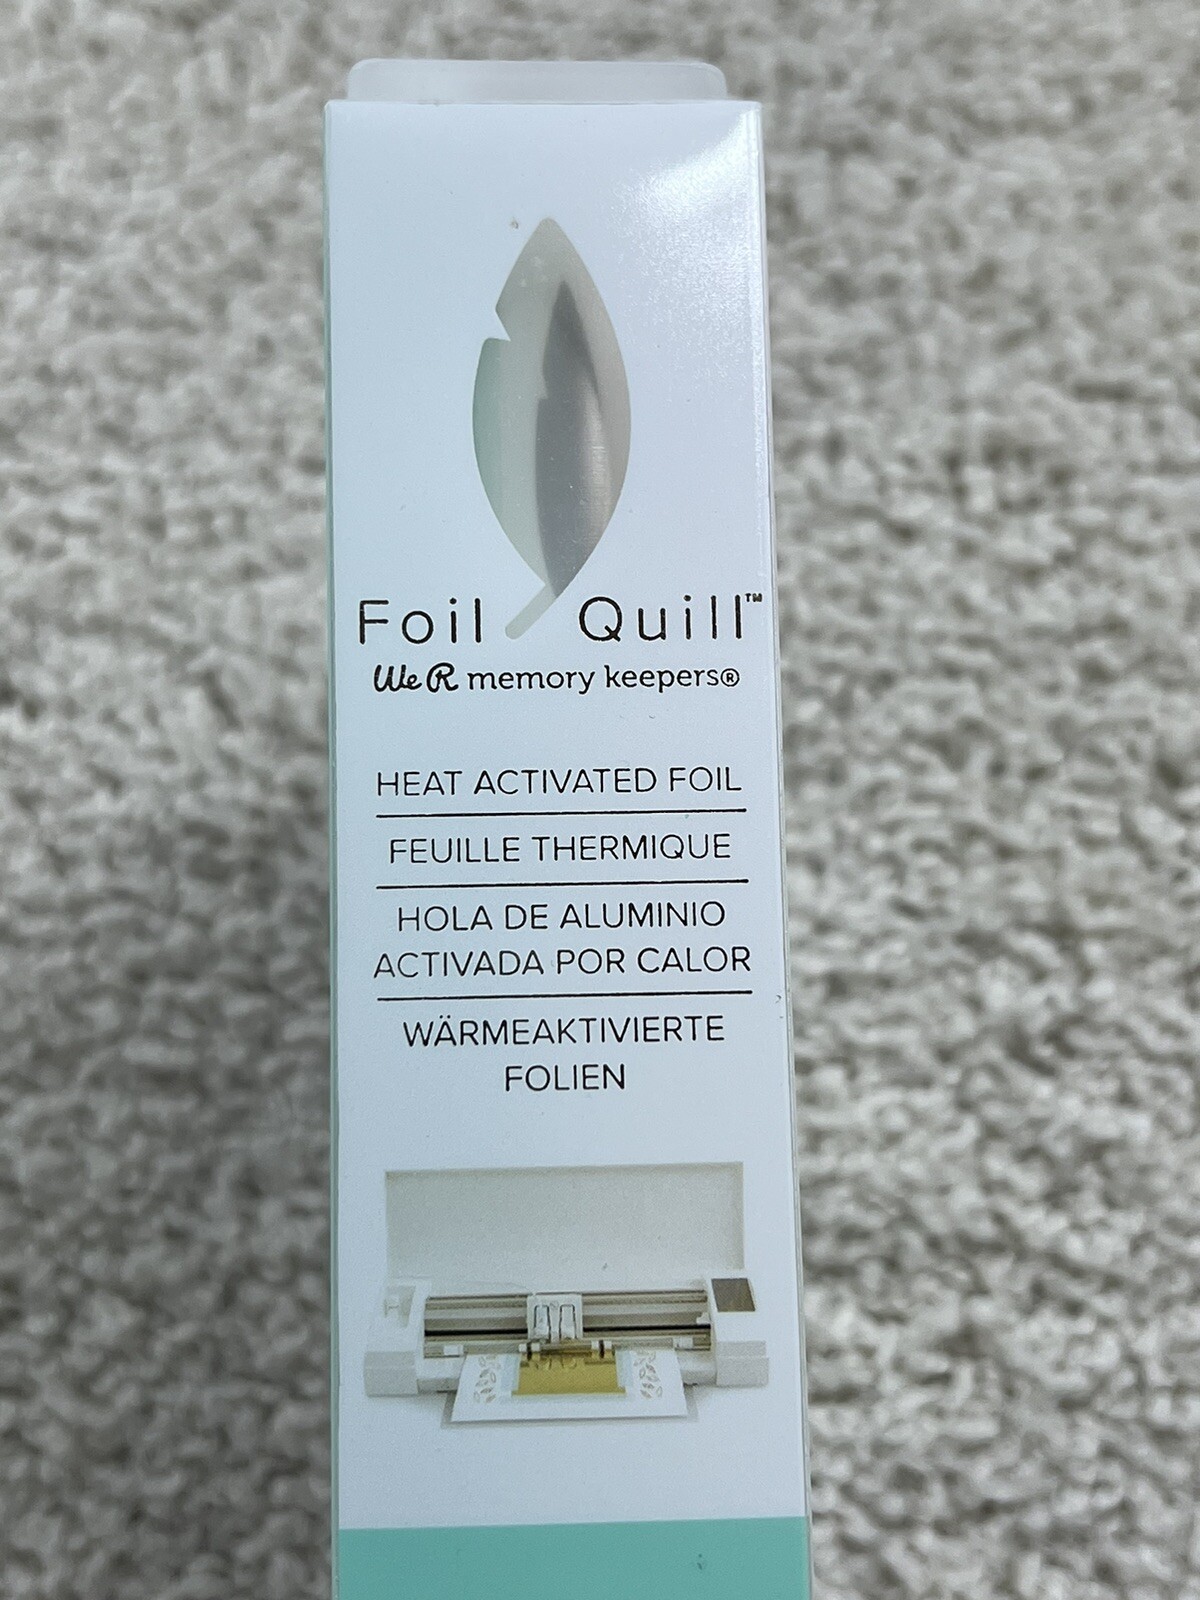 Foil Quill™
We R memory keepers®
HEAT ACTIVATED FOIL
FEUILLE THERMIQUE
HOLA DE ALUMINIO
ACTIVADA POR CALOR
WÄRMEAKTIVIERTE
FOLIEN